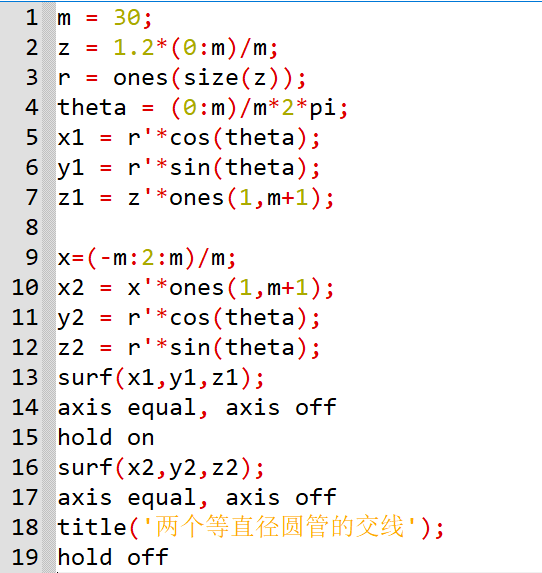 1 m = 30;
2 z = 1.2*(0:m)/m;
3 r = ones(size(z));
4 theta = (0:m)/m*2*pi;
5 x1 = r'*cos(theta);
6 y1 = r'*sin(theta);
7 z1 = z'*ones(1,m+1);
8
9 x=(-m:2:m)/m;
10 x2 = x'*ones(1,m+1);
11 y2 = r'*cos(theta);
12 z2 = r'*sin(theta);
13 surf(x1,y1,z1);
14 axis equal, axis off
15 hold on
16 surf(x2,y2,z2);
17 axis equal, axis off
18 title('两个等直径圆管的交线');
19 hold off